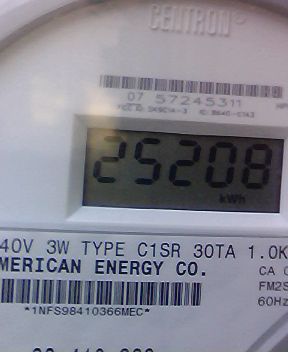 CENTRON®
07 57245311
25208
kWh
40V 3W TYPE C1SR 30TA 1.0K
MERICAN ENERGY CO.
CA
FM2S
60Hz
*1NFS98410366MEC*